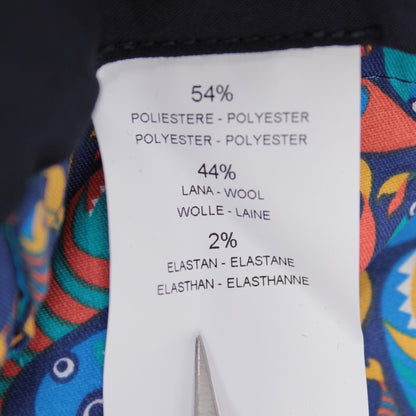 54%
POLIESTERE - POLYESTER
POLYESTER - POLYESTER
44%
LANA - WOOL
WOLLE - LAINE
2%
ELASTAN - ELASTANE
ELASTHAN - ELASTHANNE